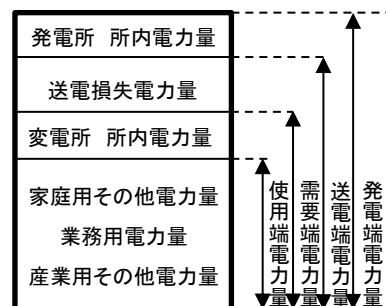 発電所 所内電力量
送電損失電力量
変電所 所内電力量
家庭用その他電力量
業務用電力量
産業用その他電力量
使用端電力量
需要端電力量
送電端電力量
発電端電力量